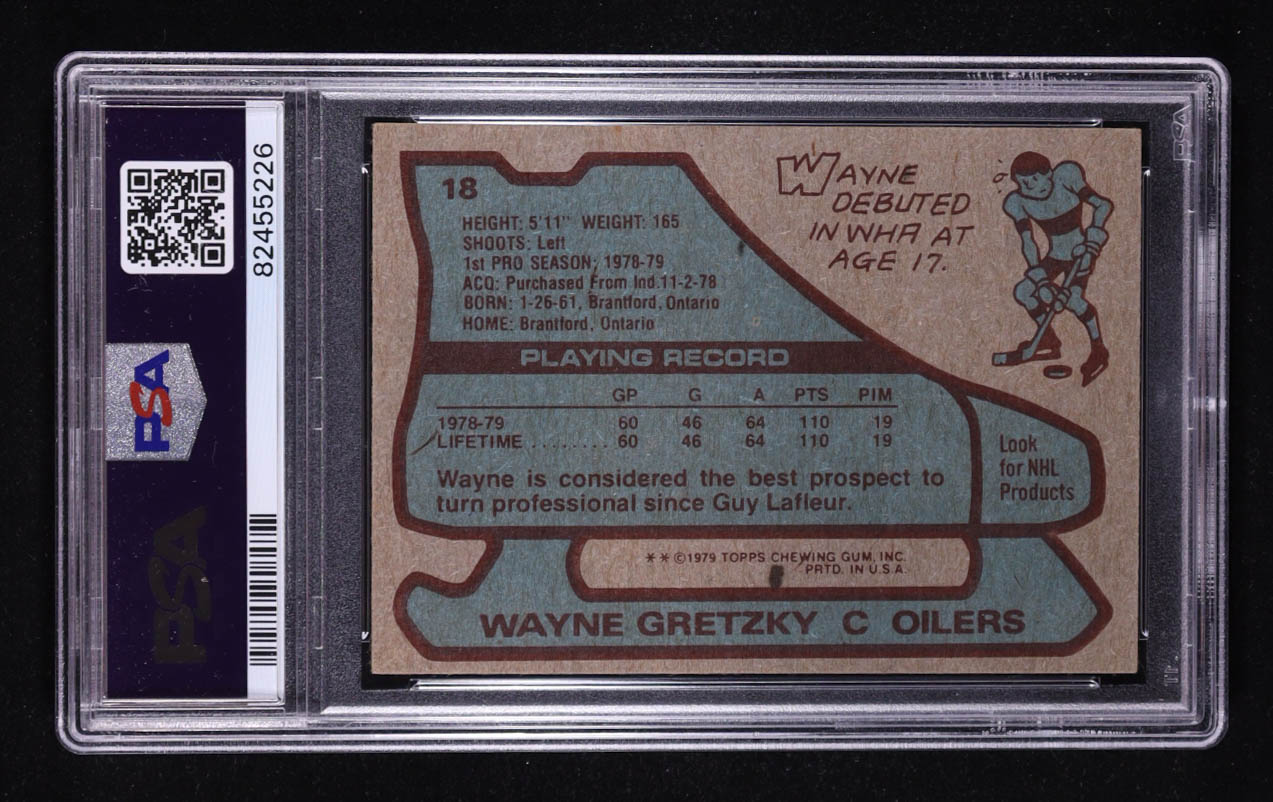 82455226
PSA
PSA
18
HEIGHT: 5'11" WEIGHT: 165
SHOOTS: Left
1st PRO SEASON: 1978-79
ACQ: Purchased From Ind. 11-2-78
BORN: 1-26-61, Brantford, Ontario
HOME: Brantford, Ontario
WAYNE
DEBUTED
IN WHA AT
AGE 17.
PLAYING RECORD
GP G A PTS PIM
1978-79 60 46 64 110 19
LIFETIME ........ 60 46 64 110 19
Wayne is considered the best prospect to
turn professional since Guy Lafleur.
Look
for NHL
Products
** ©1979 TOPPS CHEWING GUM, INC.
PRTD. IN U.S.A.
WAYNE GRETZKY C OILERS
PSA